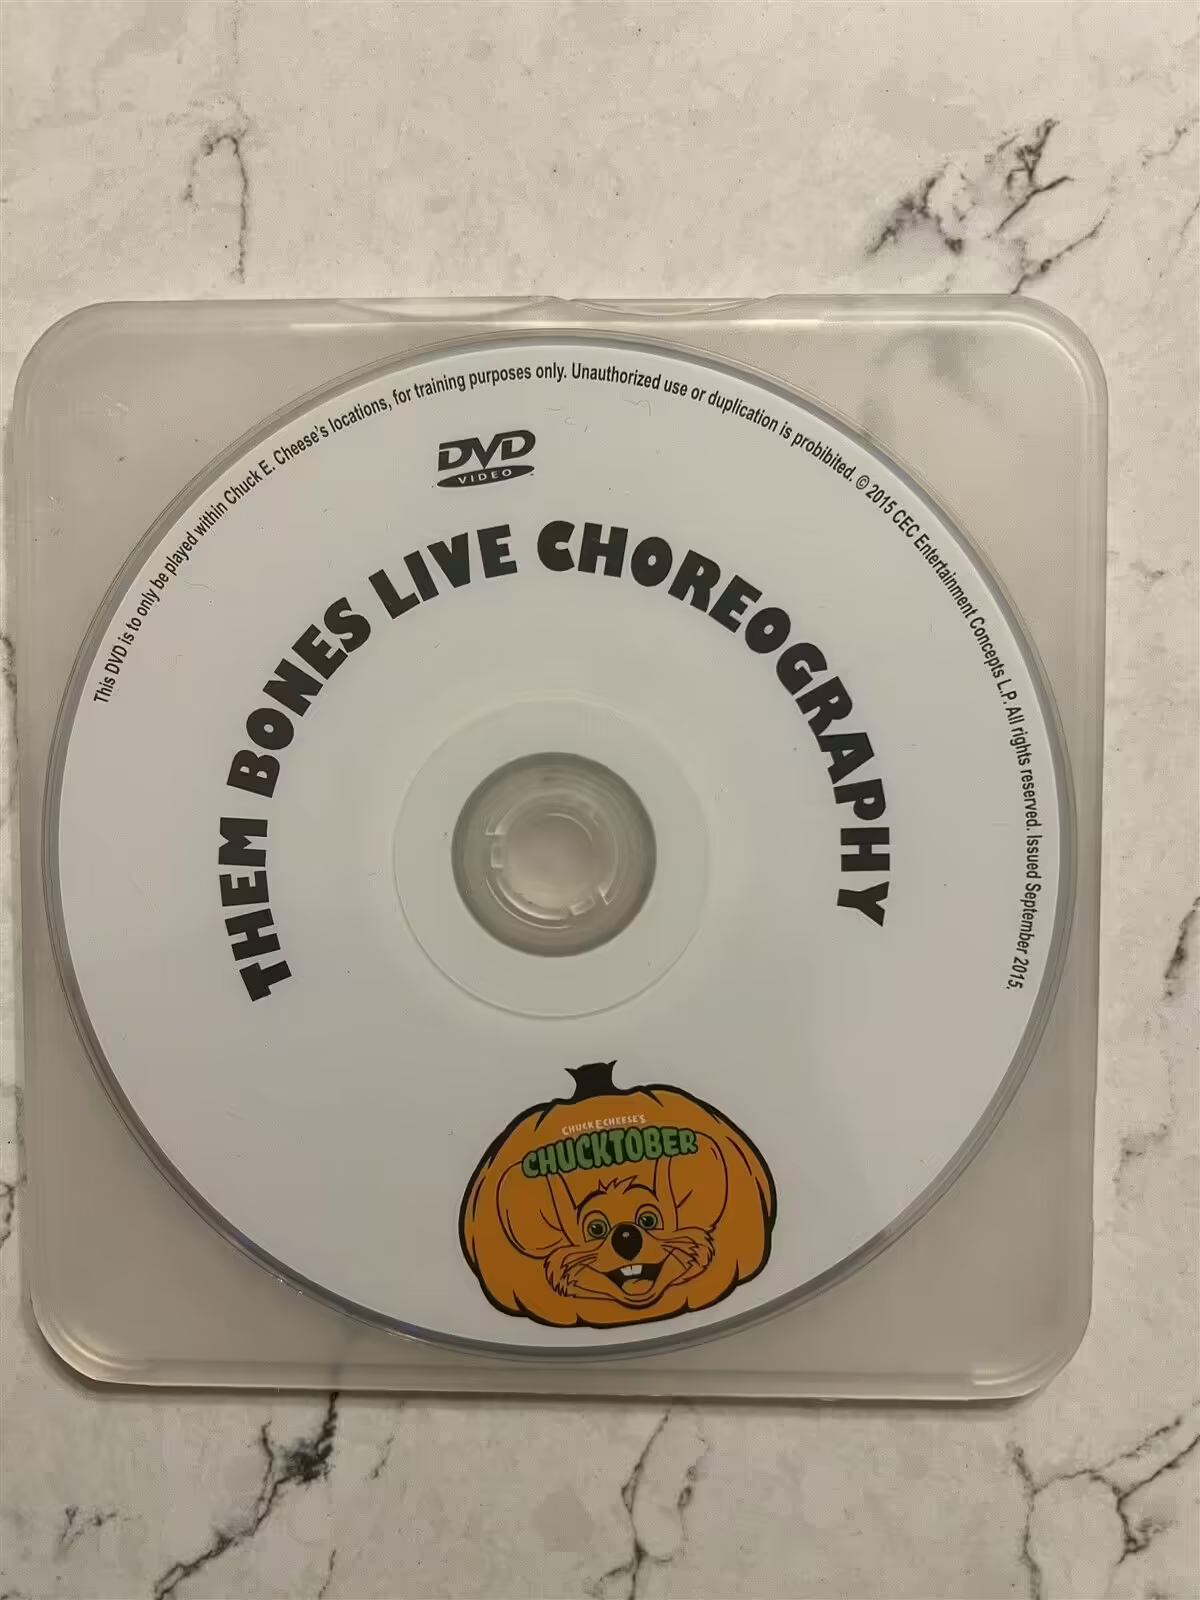 This DVD is to only be played within Chuck E. Cheese's locations, for training purposes only. Unauthorized use or duplication is probibited. © 2015 CEC Entertainment Concepts L.P. All rights reserved. Issued September 2015.
DVD
VIDEO
THEM BONES LIVE CHOREOGRAPHY
CHUCK E. CHEESE'S
CHUCKTOBER